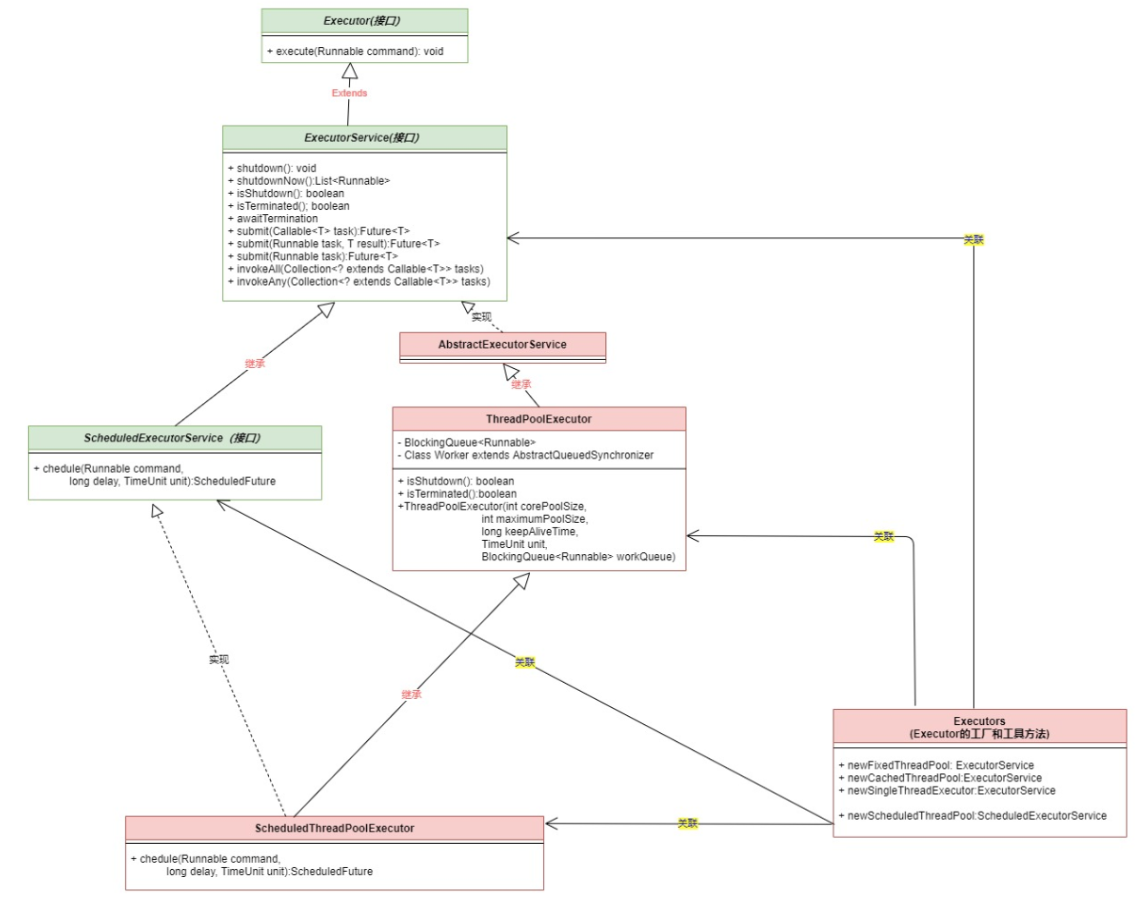 Executor(接口)
+ execute(Runnable command): void
Extends
ExecutorService(接口)
+ shutdown(): void
+ shutdownNow():List<Runnable>
+ isShutdown(): boolean
+ isTerminated(); boolean
+ awaitTermination
+ submit(Callable<T> task):Future<T>
+ submit(Runnable task, T result):Future<T>
+ submit(Runnable task):Future<T>
+ invokeAll(Collection<? extends Callable<T>> tasks)
+ invokeAny(Collection<? extends Callable<T>> tasks)
关联
实现
AbstractExecutorService
继承
继承
ThreadPoolExecutor
- BlockingQueue<Runnable>
- Class Worker extends AbstractQueuedSynchronizer
+ isShutdown(): boolean
+ isTerminated():boolean
+ThreadPoolExecutor(int corePoolSize,
int maximumPoolSize,
long keepAliveTime,
TimeUnit unit,
BlockingQueue<Runnable> workQueue)
ScheduledExecutorService（接口）
+ chedule(Runnable command,
long delay, TimeUnit unit):ScheduledFuture
关联
实现
关联
继承
Executors
(Executor的工厂和工具方法)
+ newFixedThreadPool: ExecutorService
+ newCachedThreadPool:ExecutorService
+ newSingleThreadExecutor:ExecutorService
+ newScheduledThreadPool:ScheduledExecutorService
关联
ScheduledThreadPoolExecutor
+ chedule(Runnable command,
long delay, TimeUnit unit):ScheduledFuture